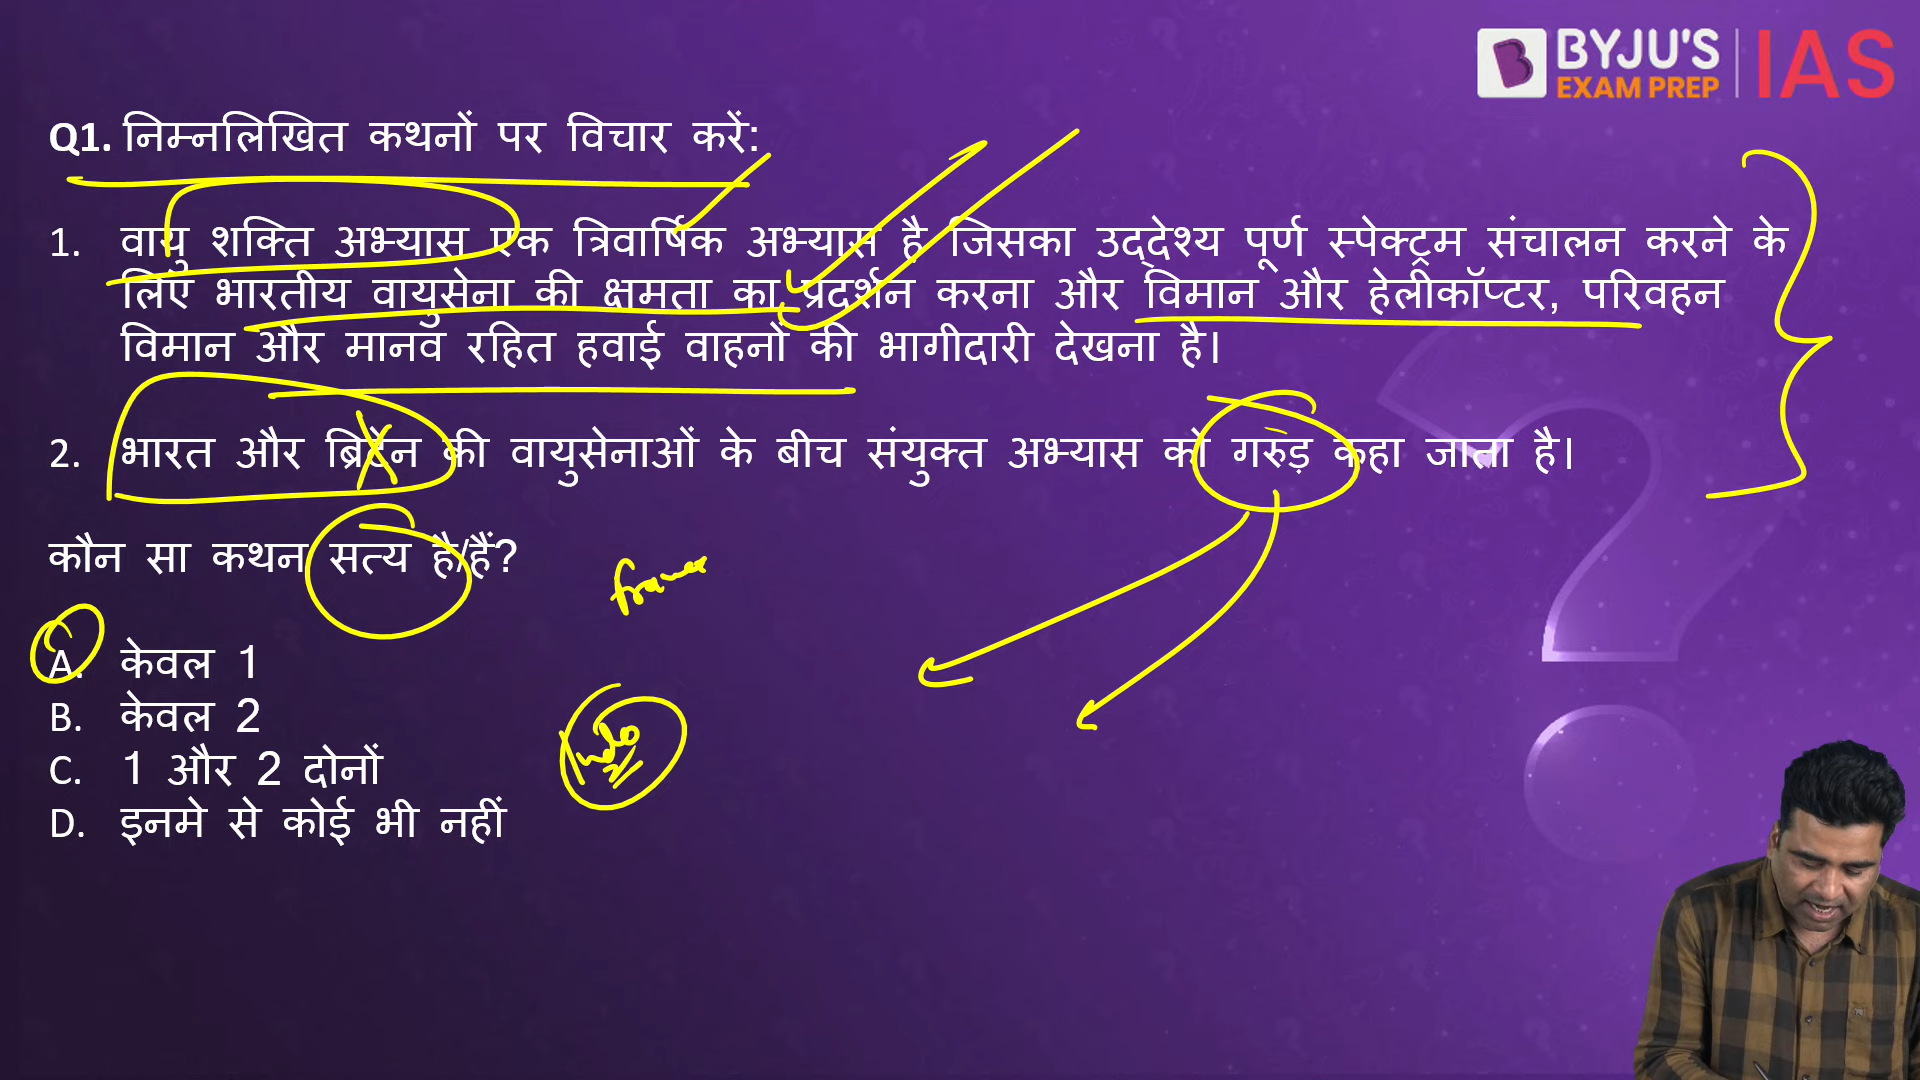 BYJU'S
EXAM PREP
IAS
Q1. निम्नलिखित कथनों पर विचार करें:
1. वायु शक्ति अभ्यास एक त्रिवार्षिक अभ्यास है जिसका उद्देश्य पूर्ण स्पेक्ट्रम संचालन करने के
लिए भारतीय वायुसेना की क्षमता का प्रदर्शन करना और विमान और हेलीकॉप्टर, परिवहन
विमान और मानव रहित हवाई वाहनों की भागीदारी देखना है।
2. भारत और ब्रिटेन की वायुसेनाओं के बीच संयुक्त अभ्यास को गरुड़ कहा जाता है।
कौन सा कथन सत्य है/हैं?
A. केवल 1
B. केवल 2
C. 1 और 2 दोनों
D. इनमे से कोई भी नहीं